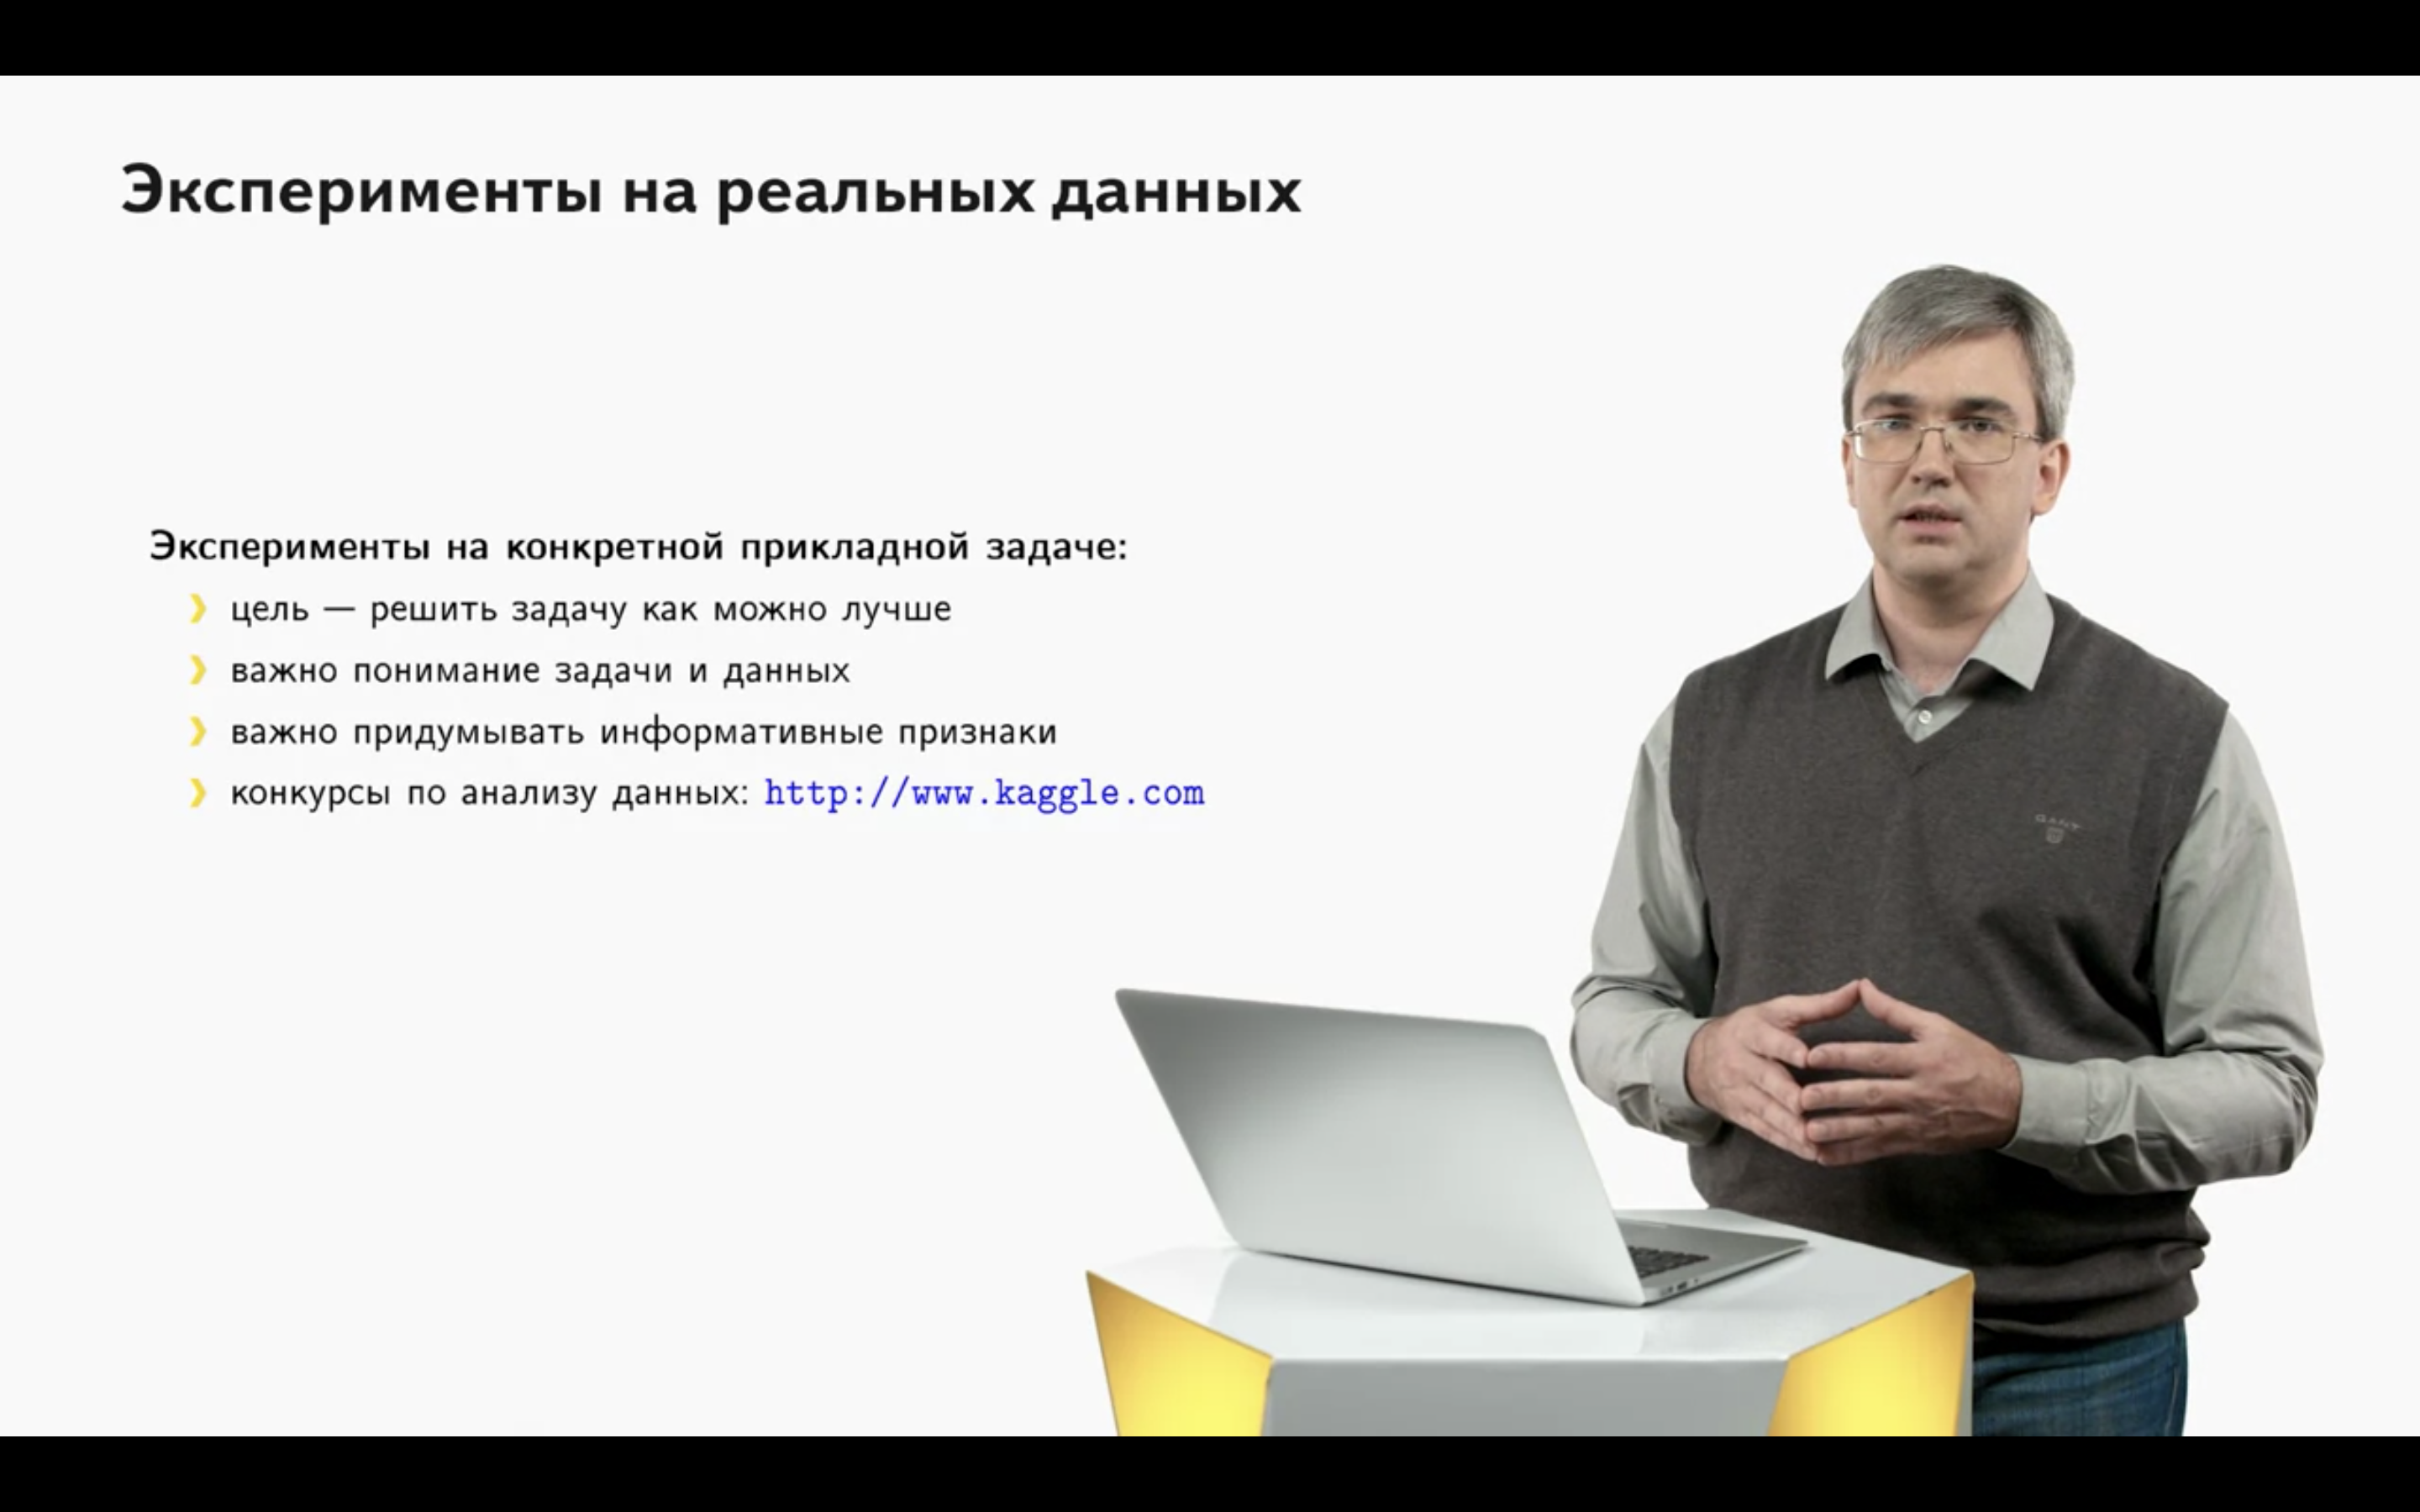 Эксперименты на реальных данных
Эксперименты на конкретной прикладной задаче:
цель — решить задачу как можно лучше
важно понимание задачи и данных
важно придумывать информативные признаки
конкурсы по анализу данных: http://www.kaggle.com
GANT